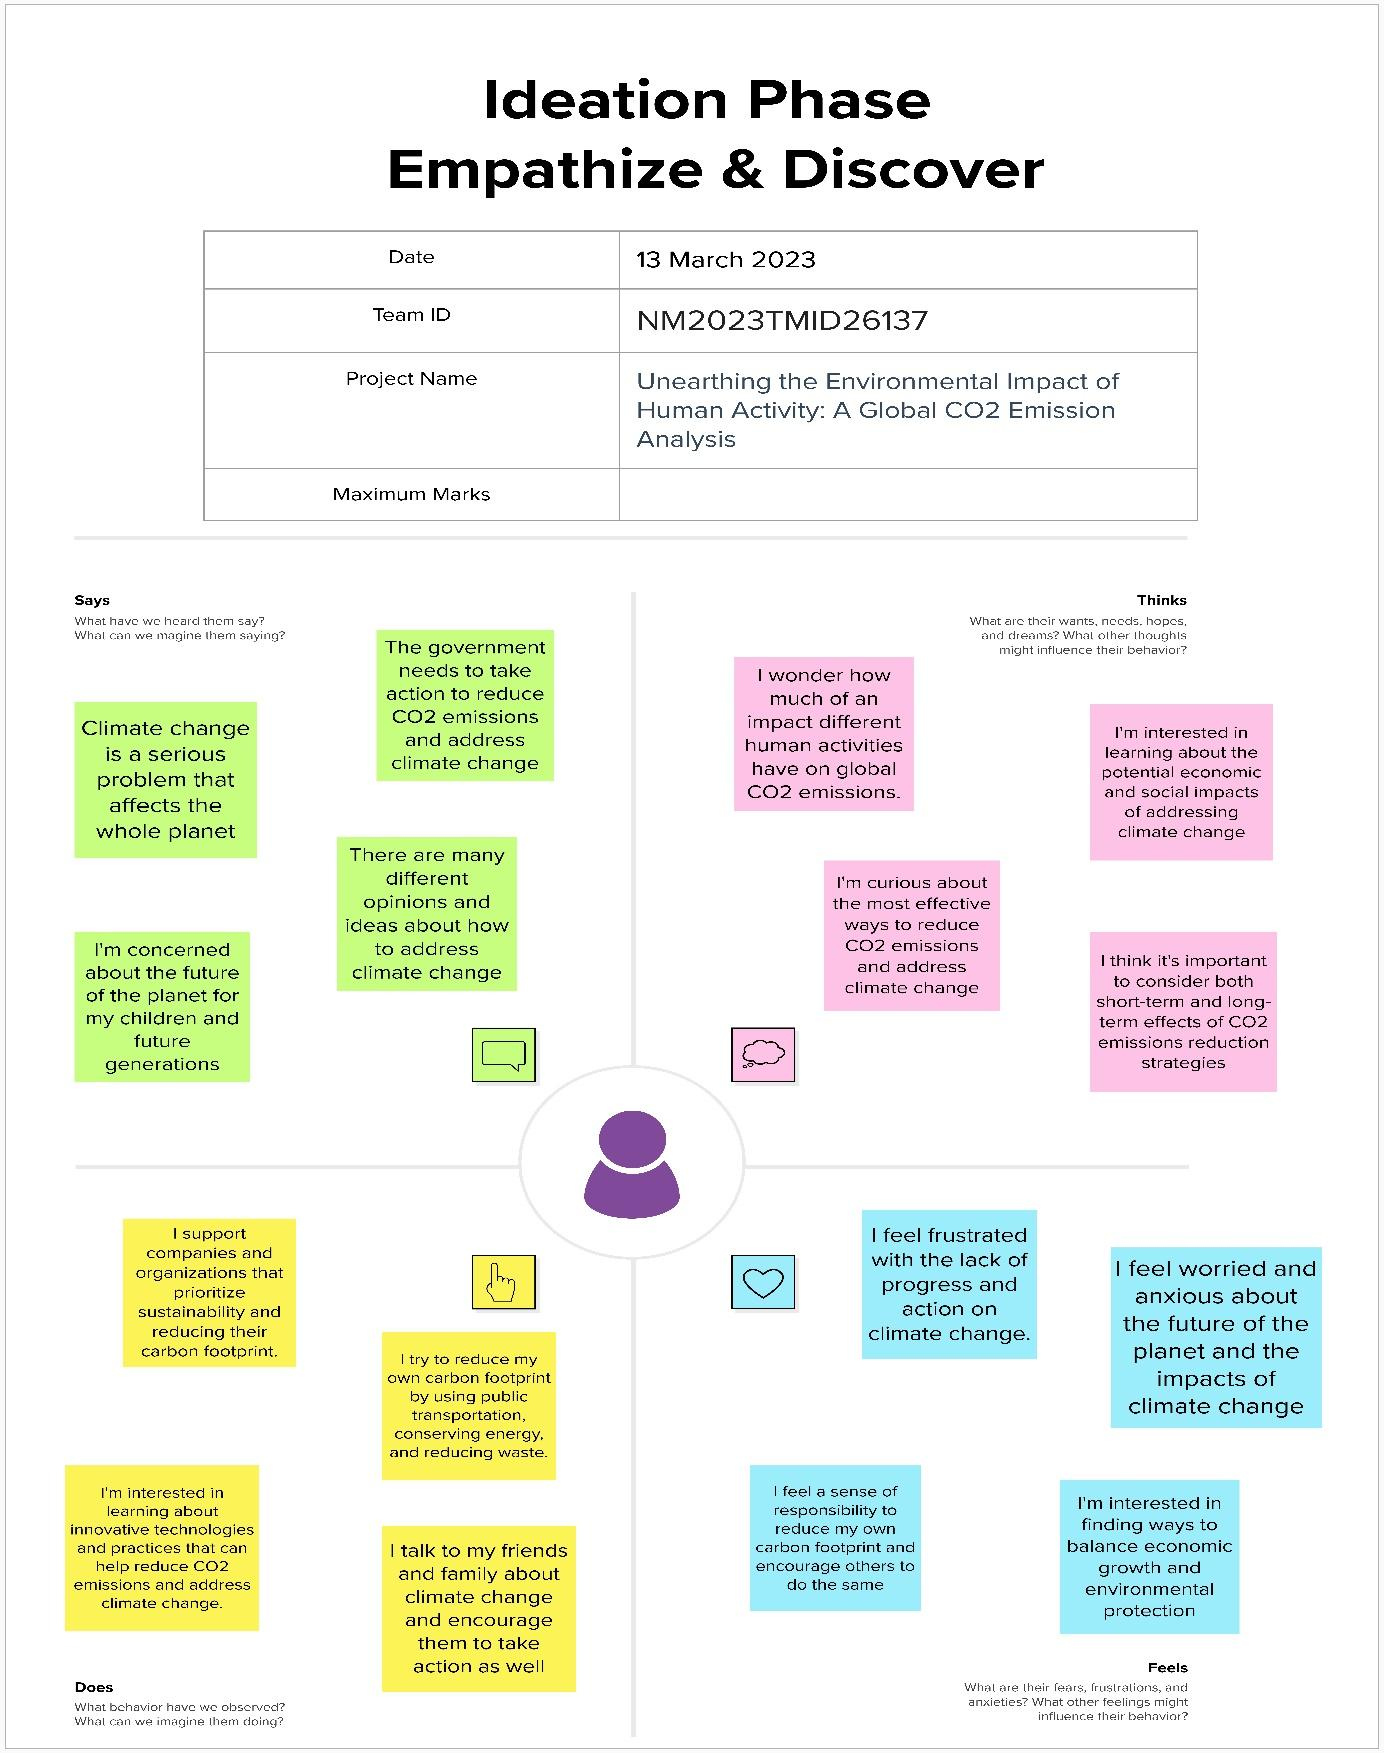 Ideation Phase
Empathize & Discover
Date
13 March 2023
Team ID
NM2023TMID26137
Project Name
Unearthing the Environmental Impact of
Human Activity: A Global CO2 Emission
Analysis
Maximum Marks
Says
What have we heard them say?
What can we magine them saying?
The government
needs to take
action to reduce
CO2 emissions
and address
climate change
Climate change
is a serious
problem that
affects the
whole planet
There are many
different
opinions and
ideas about how
to address
climate change
I'm concerned
about the future
of the planet for
my children and
future
generations
Thinks
What are their wants, needs, hopes,
and dreams? What other thoughts
might influence their behavior?
I wonder how
much of an
impact different
human activities
have on global
CO2 emissions.
I'm interested in
learning about the
potential economic
and social impacts
of addressing
climate change
I'm curious about
the most effective
ways to reduce
CO2 emissions
and address
climate change
I think it's important
to consider both
short-term and long-
term effects of CO2
emissions reduction
strategies
I support
companies and
organizations that
prioritize
sustainability and
reducing their
carbon footprint.
I try to reduce my
own carbon footprint
by using public
transportation,
conserving energy,
and reducing waste.
I'm interested in
learning about
innovative technologies
and practices that can
help reduce CO2
emissions and address
climate change.
I talk to my friends
and family about
climate change
and encourage
them to take
action as well
Does
What behavior have we observed?
What can we imagine them doing?
I feel frustrated
with the lack of
progress and
action on
climate change.
I feel worried and
anxious about
the future of the
planet and the
impacts of
climate change
I feel a sense of
responsibility to
reduce my own
carbon footprint and
encourage others to
do the same
I'm interested in
finding ways to
balance economic
growth and
environmental
protection
Feels
What are their fears, frustrations, and
anxieties? What other feelings might
influence their behavior?